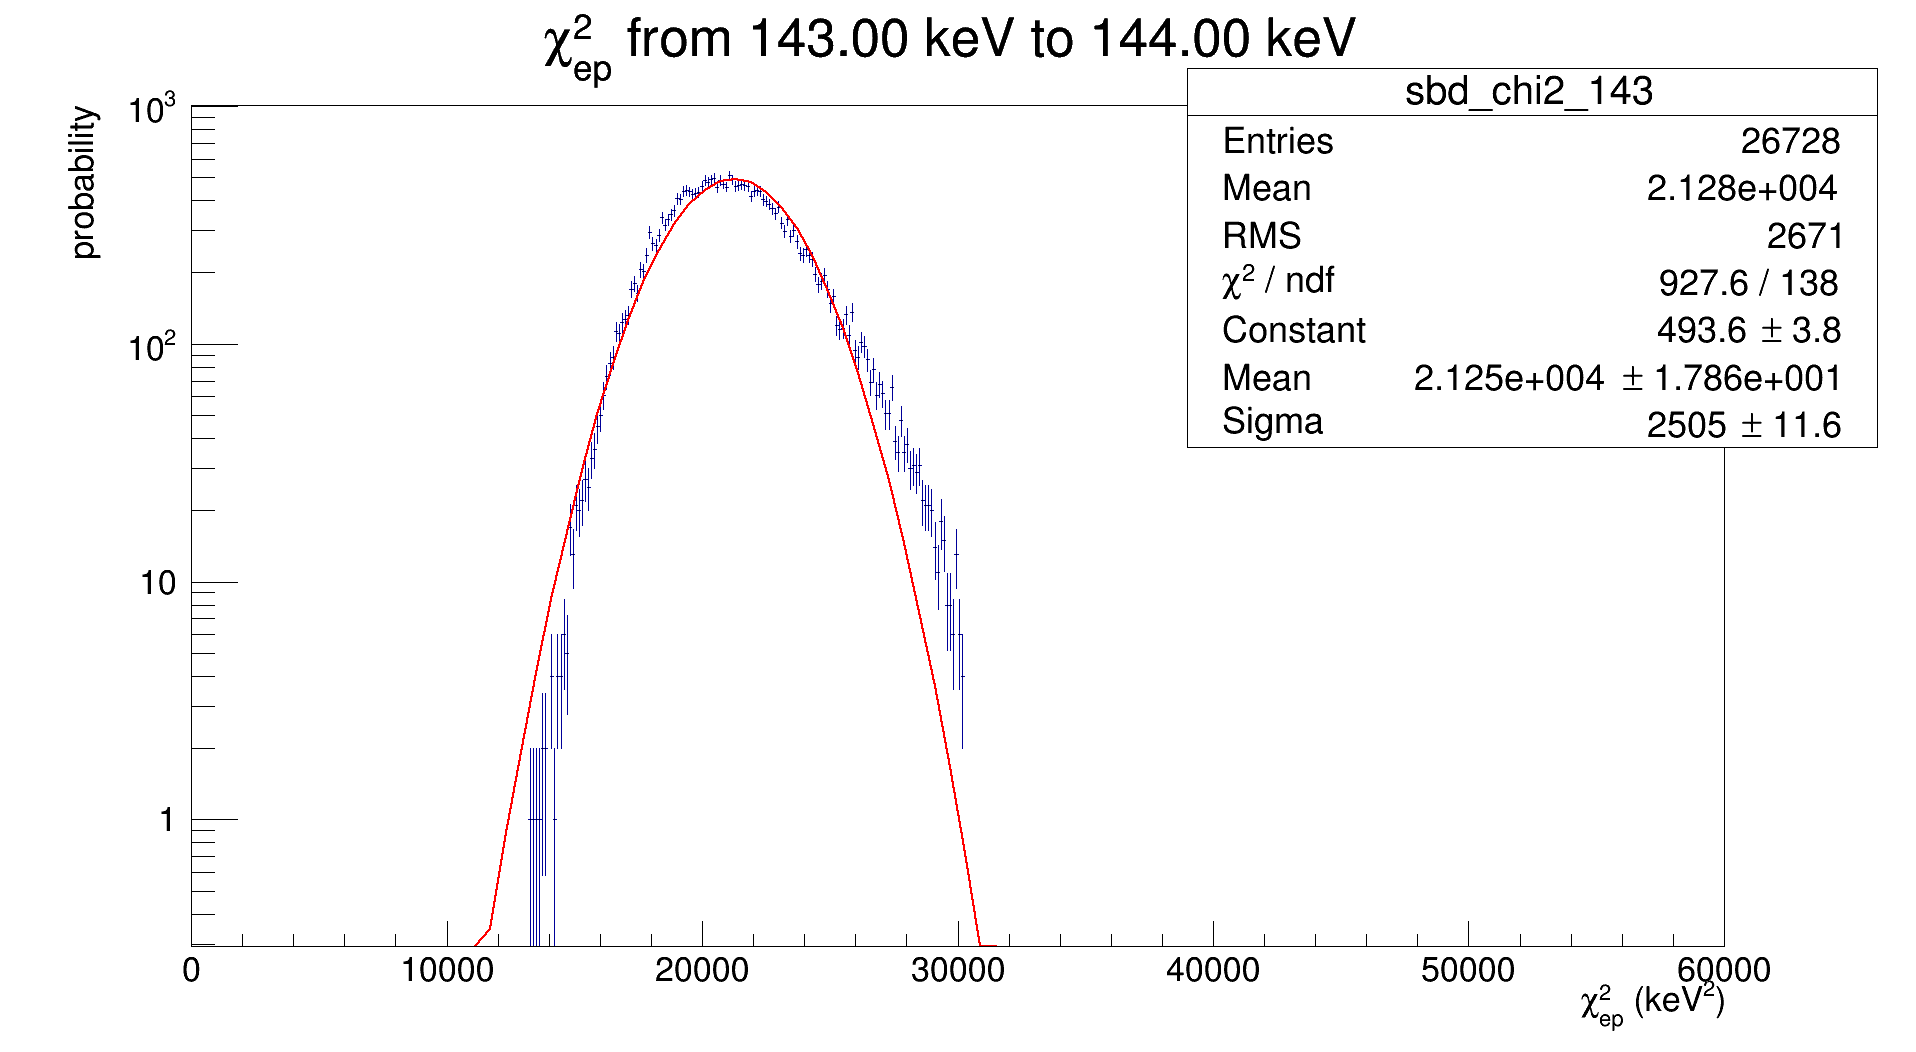 χ²ep from 143.00 keV to 144.00 keV
probability
10³
10²
10
1
0 10000 20000 30000 40000 50000 60000
χ²ep (keV²)
sbd_chi2_143
Entries 26728
Mean 2.128e+004
RMS 2671
χ² / ndf 927.6 / 138
Constant 493.6 ± 3.8
Mean 2.125e+004 ± 1.786e+001
Sigma 2505 ± 11.6